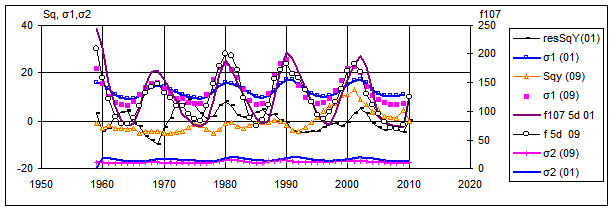 Sq, σ1,σ2
f107
40
20
0
-20
250
200
150
100
50
0
1950
1960
1970
1980
1990
2000
2010
2020
resSqY(01)
σ1 (01)
Sqy (09)
σ1 (09)
f107 5d 01
f 5d 09
σ2 (09)
σ2 (01)